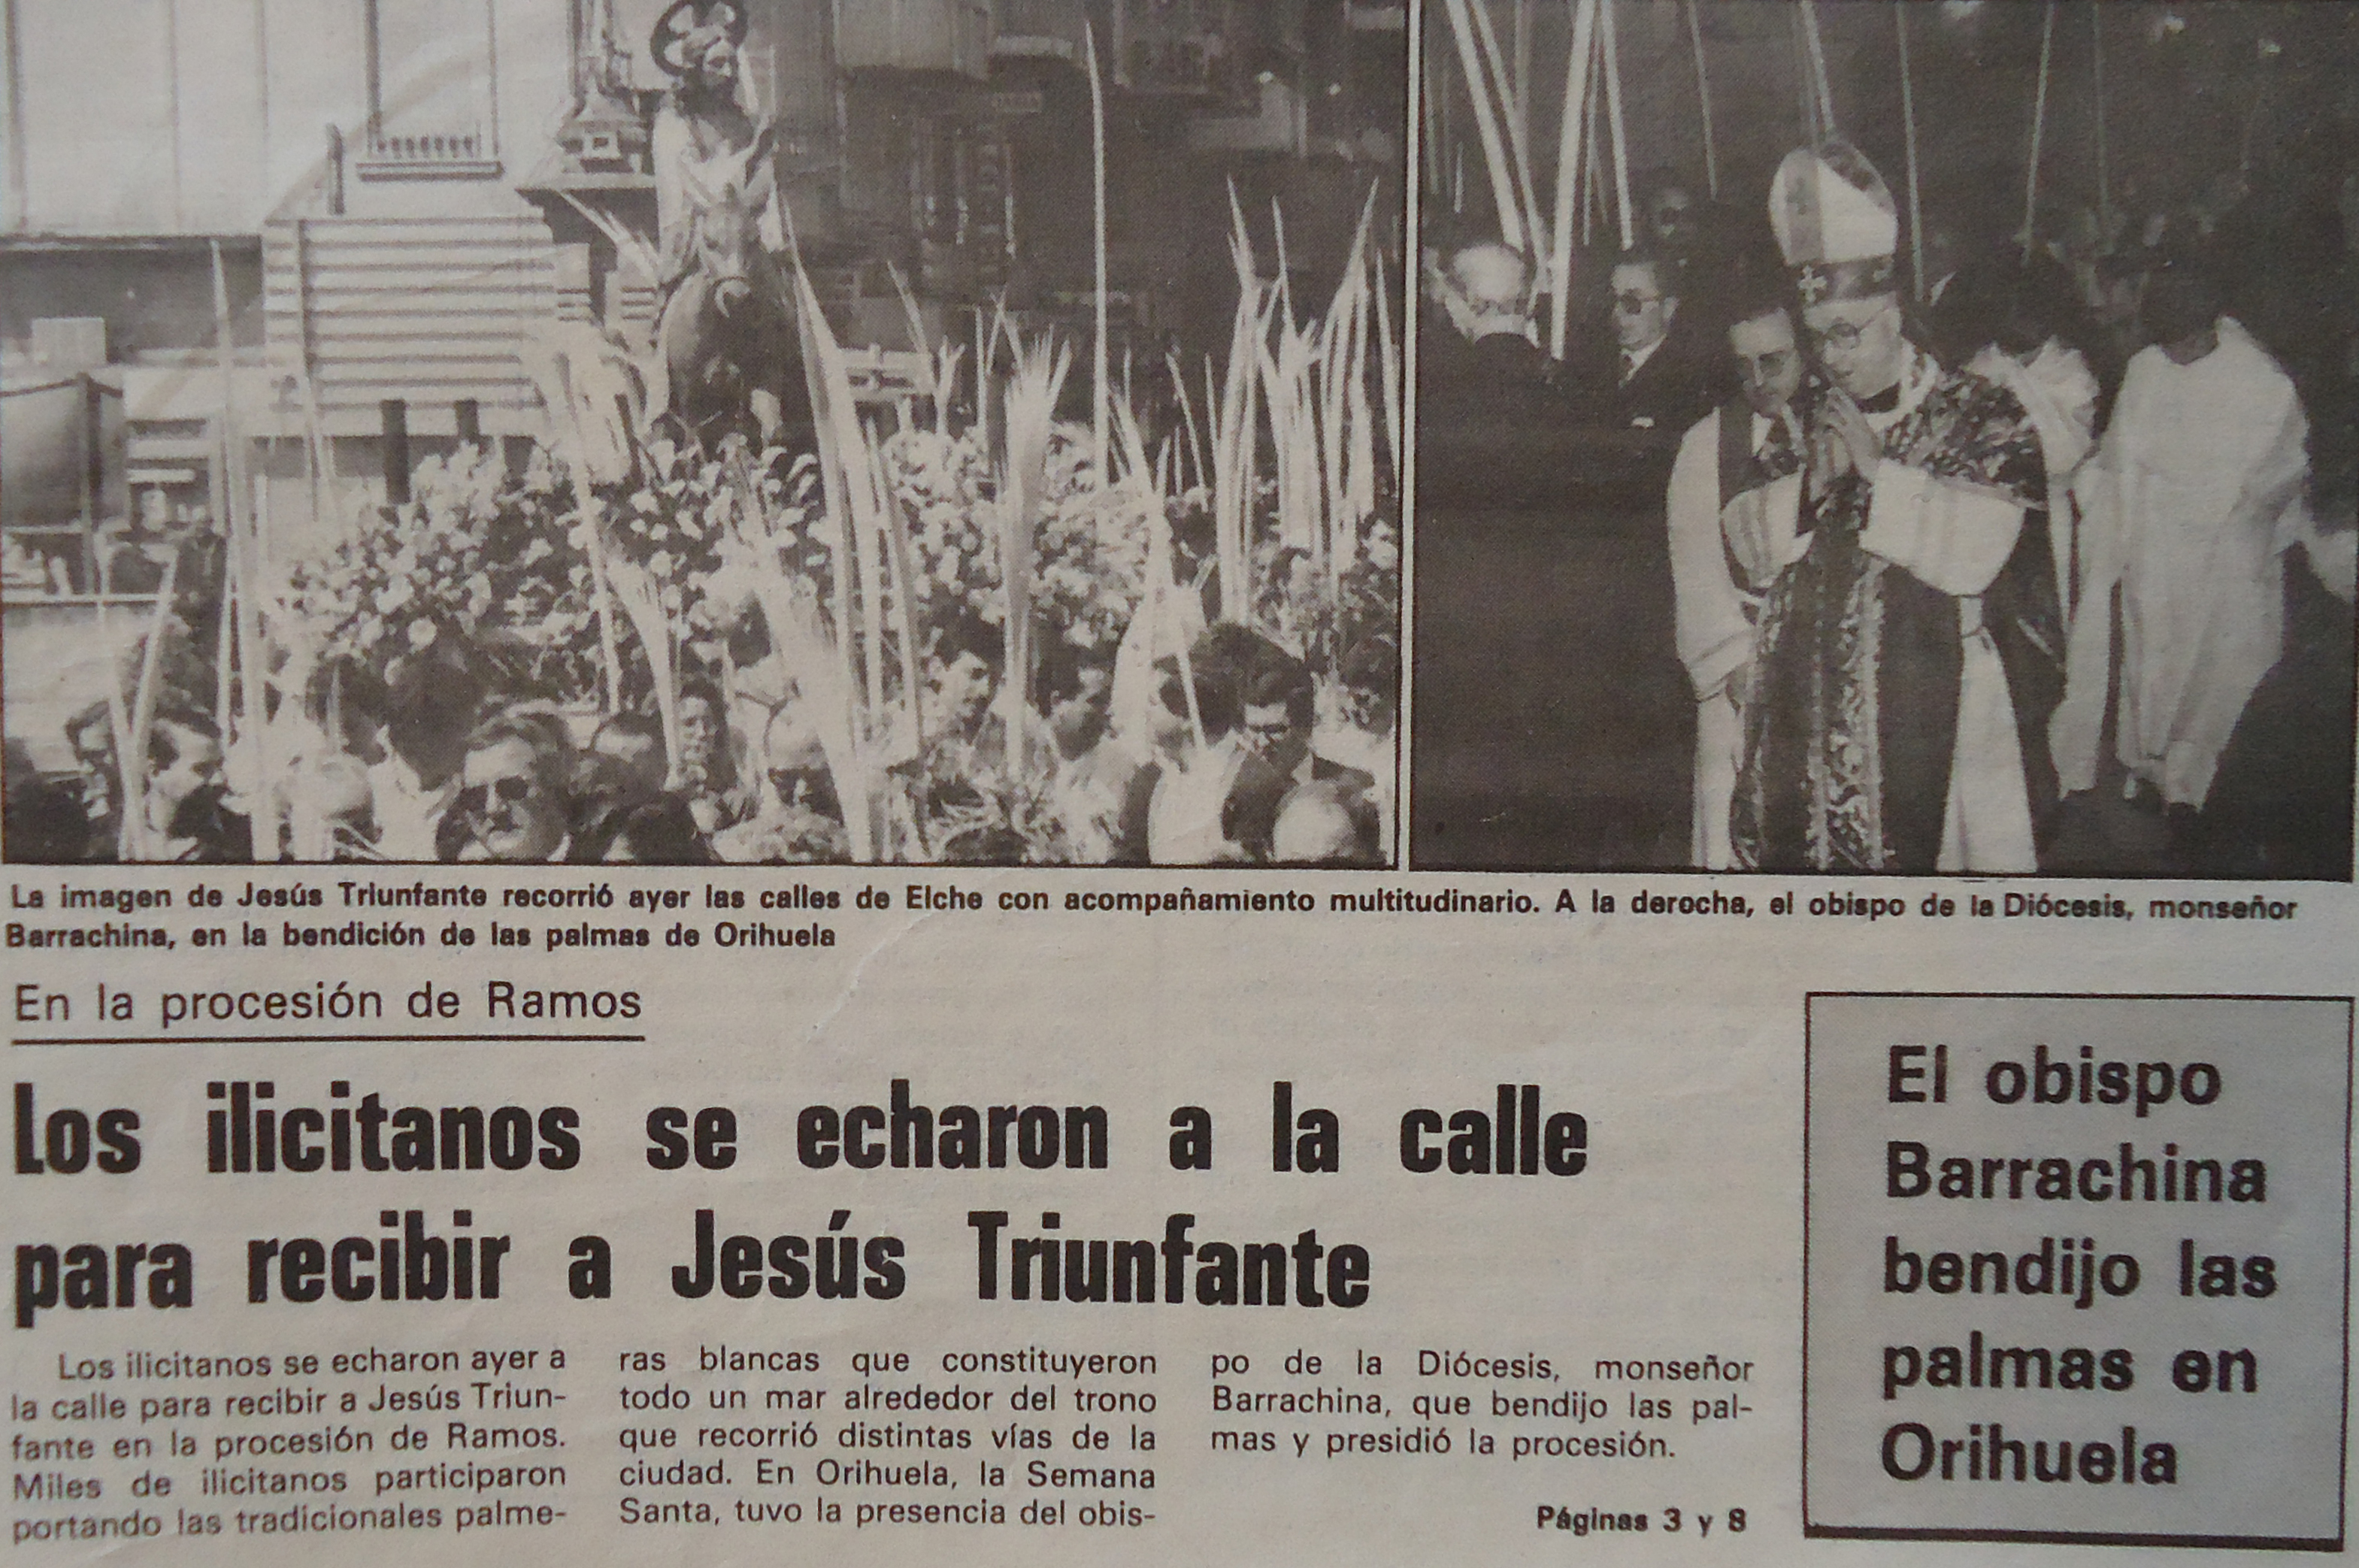 La imagen de Jesús Triunfante recorrió ayer las calles de Elche con acompañamiento multitudinario. A la derocha, el obispo de la Diócesis, monseñor
Barrachina, en la bendición de las palmas de Orihuela
En la procesión de Ramos
Los ilicitanos se echaron a la calle
para recibir a Jesús Triunfante
Los ilicitanos se echaron ayer a
la calle para recibir a Jesús Triun-
fante en la procesión de Ramos.
Miles de ilicitanos participaron
portando las tradicionales palme-
ras blancas que constituyeron
todo un mar alrededor del trono
que recorrió distintas vías de la
ciudad. En Orihuela, la Semana
Santa, tuvo la presencia del obis-
po de la Diócesis, monseñor
Barrachina, que bendijo las pal-
mas y presidió la procesión.
Páginas 3 y 8
El obispo
Barrachina
bendijo las
palmas en
Orihuela